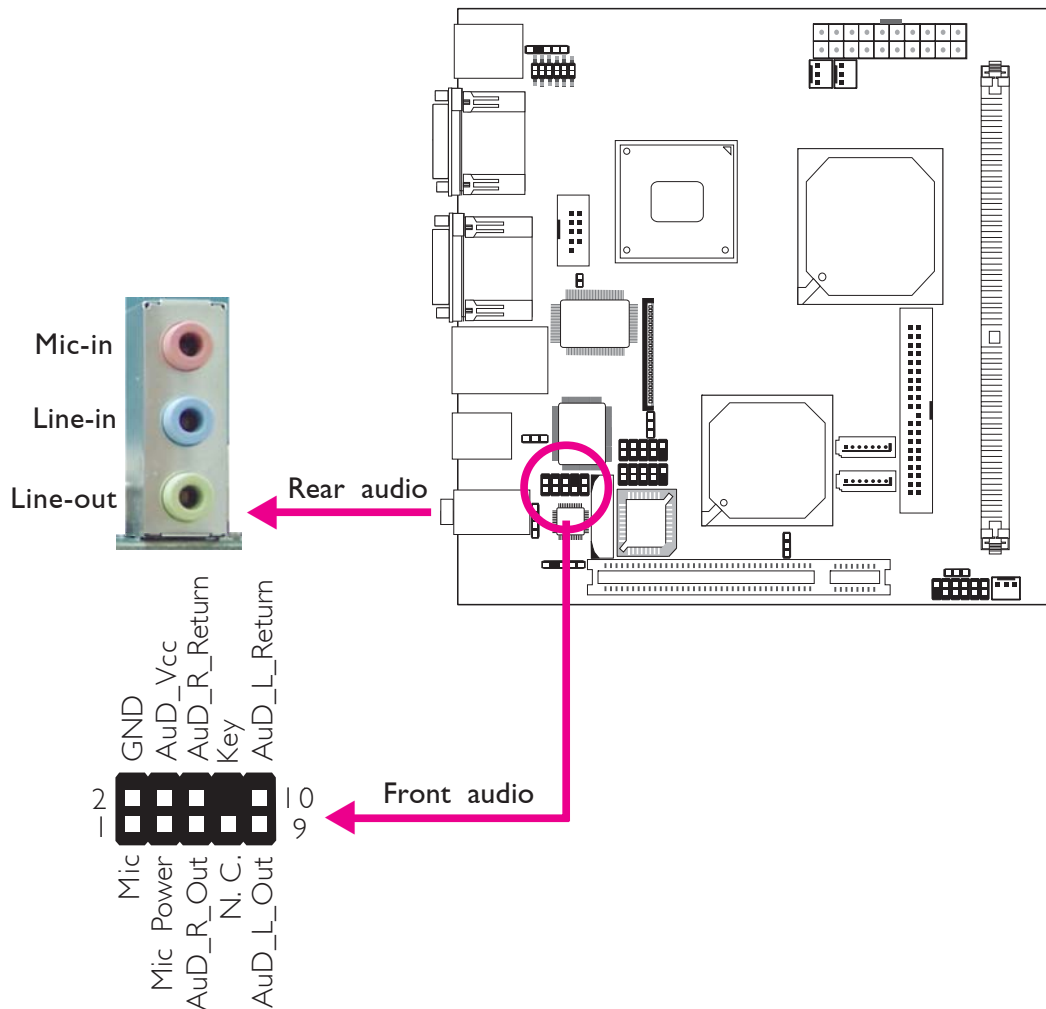 Mic-in
Line-in
Line-out
Rear audio
GND
AuD_Vcc
AuD_R_Return
Key
AuD_L_Return
2
10
1
9
Front audio
Mic
Mic Power
AuD_R_Out
N. C.
AuD_L_Out